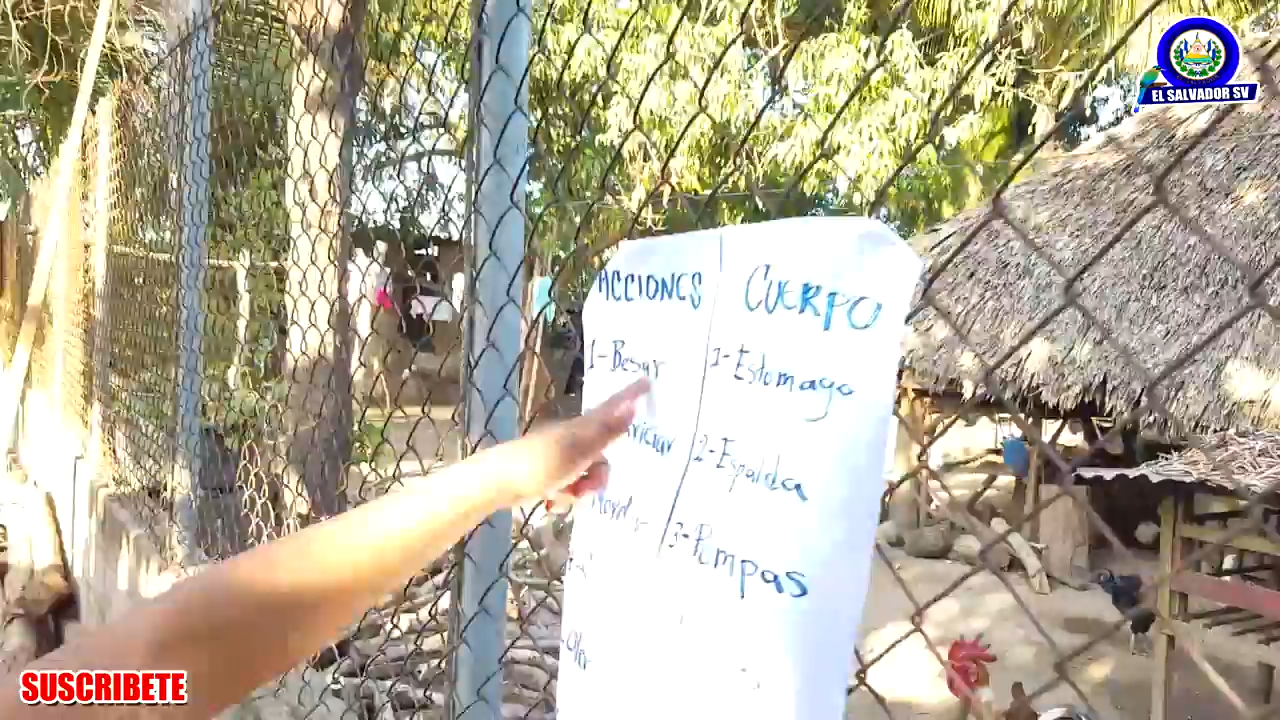 EL SALVADOR SV
ACCIONES
CUERPO
1-Besar
1-Estomago
2-Espalda
3-Pompas
SUSCRIBETE